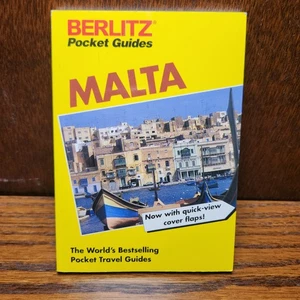 BERLITZ®
Pocket Guides
MALTA
Now with quick-view
cover flaps!
The World's Bestselling
Pocket Travel Guides